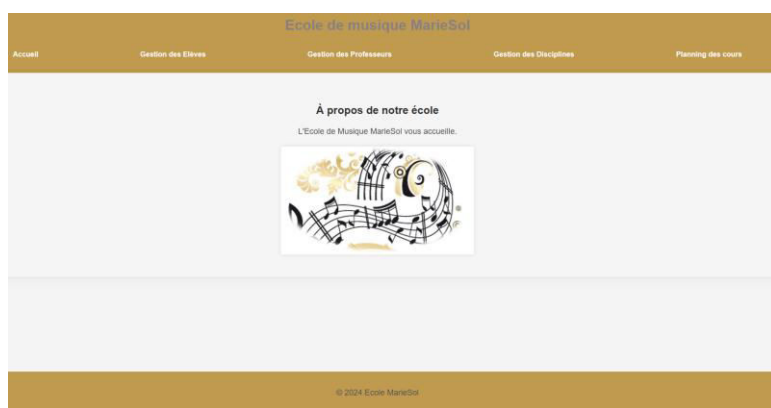 Ecole de musique MarieSol
Accueil Gestion des Elèves Gestion des Professeurs Gestion des Disciplines Planning des cours
À propos de notre école
L'Ecole de Musique MarieSol vous accueille.
© 2024 Ecole MarieSol